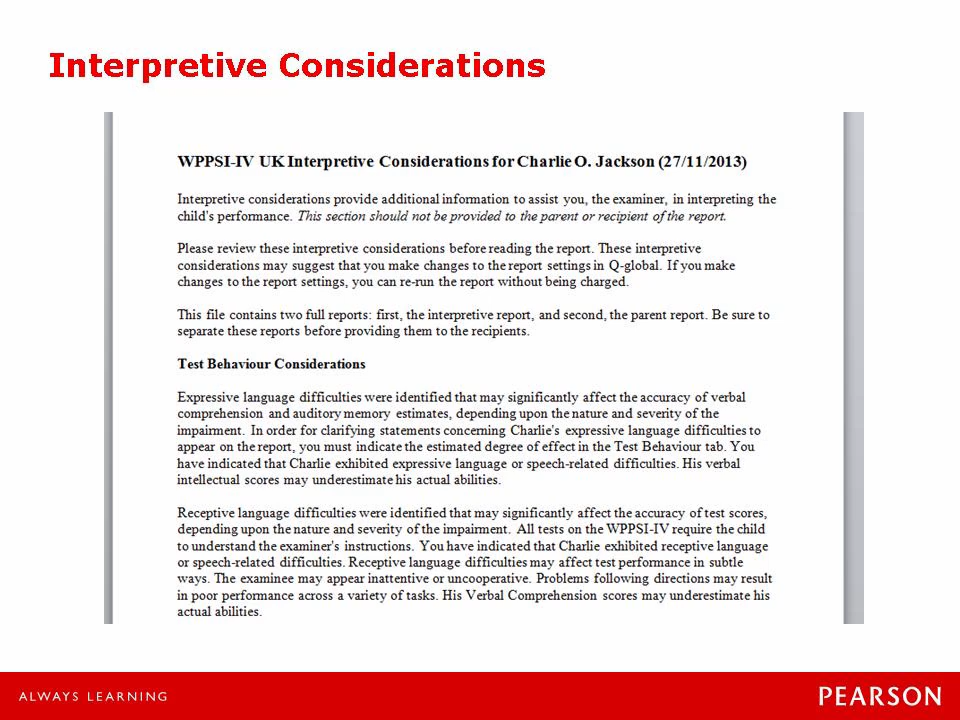 Interpretive Considerations
WPPSI-IV UK Interpretive Considerations for Charlie O. Jackson (27/11/2013)
Interpretive considerations provide additional information to assist you, the examiner, in interpreting the
child's performance. This section should not be provided to the parent or recipient of the report.
Please review these interpretive considerations before reading the report. These interpretive
considerations may suggest that you make changes to the report settings in Q-global. If you make
changes to the report settings, you can re-run the report without being charged.
This file contains two full reports: first, the interpretive report, and second, the parent report. Be sure to
separate these reports before providing them to the recipients.
Test Behaviour Considerations
Expressive language difficulties were identified that may significantly affect the accuracy of verbal
comprehension and auditory memory estimates, depending upon the nature and severity of the
impairment. In order for clarifying statements concerning Charlie's expressive language difficulties to
appear on the report, you must indicate the estimated degree of effect in the Test Behaviour tab. You
have indicated that Charlie exhibited expressive language or speech-related difficulties. His verbal
intellectual scores may underestimate his actual abilities.
Receptive language difficulties were identified that may significantly affect the accuracy of test scores,
depending upon the nature and severity of the impairment. All tests on the WPPSI-IV require the child
to understand the examiner's instructions. You have indicated that Charlie exhibited receptive language
or speech-related difficulties. Receptive language difficulties may affect test performance in subtle
ways. The examinee may appear inattentive or uncooperative. Problems following directions may result
in poor performance across a variety of tasks. His Verbal Comprehension scores may underestimate his
actual abilities.
ALWAYS LEARNING
PEARSON